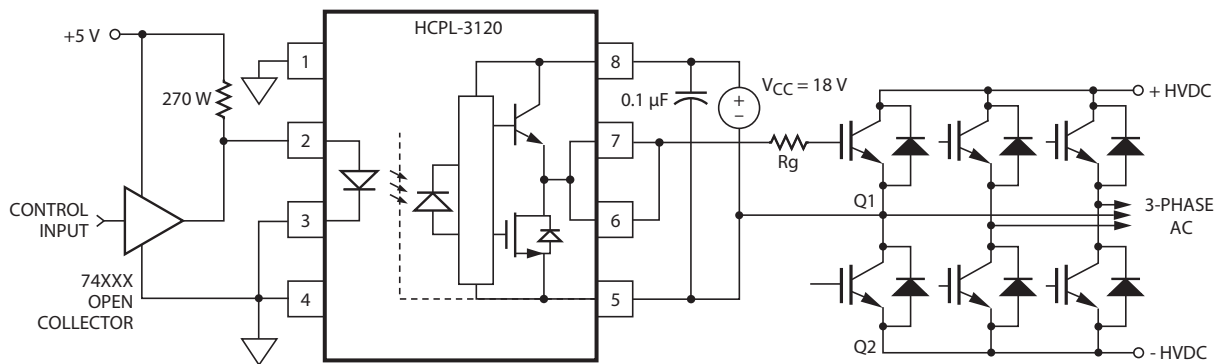 HCPL-3120
+5 V
1
8
VCC = 18 V
+ HVDC
270 W
0.1 µF
+
−
2
7
Rg
CONTROL
INPUT
3
6
Q1
3-PHASE
AC
74XXX
OPEN
COLLECTOR
4
5
Q2
- HVDC